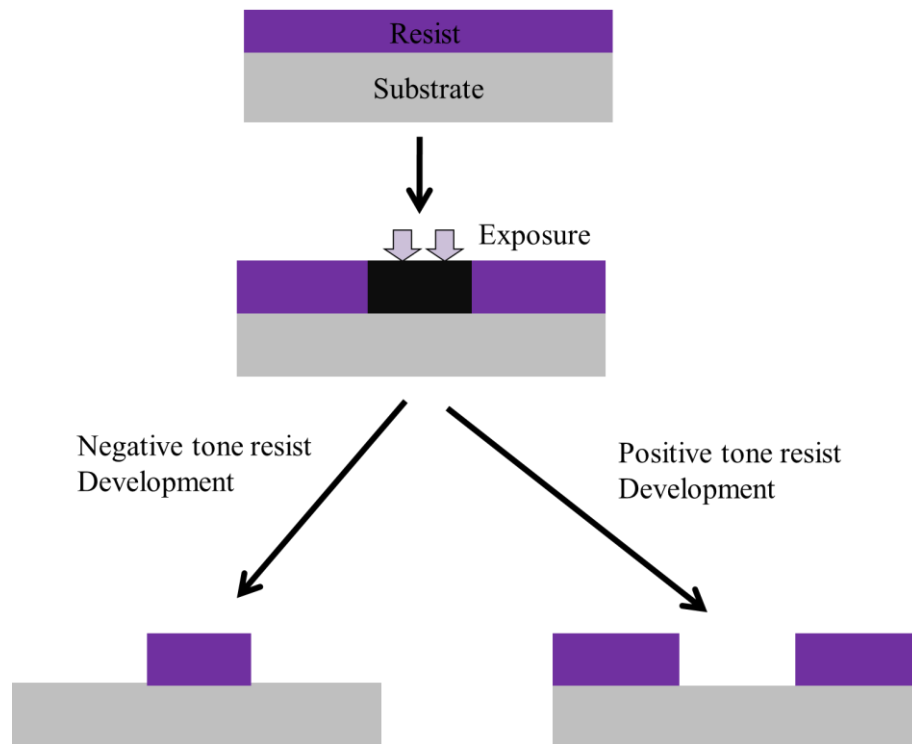 Resist
Substrate
Exposure
Negative tone resist
Development
Positive tone resist
Development